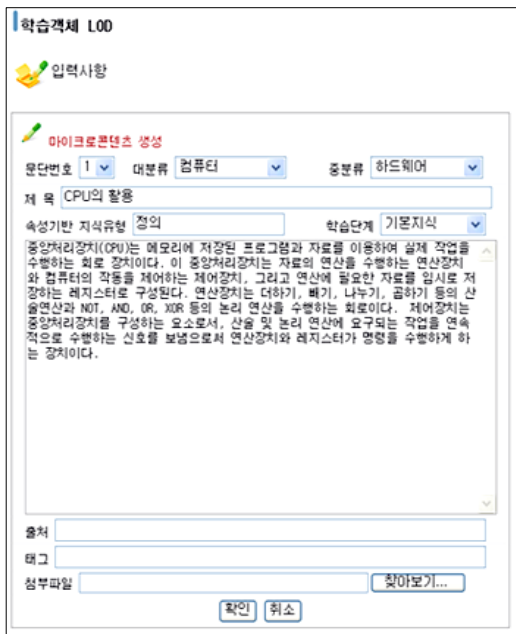 학습객체 LOD
입력사항
마이크로콘텐츠 생성
문단번호 1 대분류 컴퓨터 중분류 하드웨어
제 목 CPU의 활용
속성기반 지식유형 정의 학습단계 기본지식
중앙처리장치(CPU)는 메모리에 저장된 프로그램과 자료를 이용하여 실제 작업을
수행하는 회로 장치이다. 이 중앙처리장치는 자료의 연산을 수행하는 연산장치
와 컴퓨터의 작동을 제어하는 제어장치, 그리고 연산에 필요한 자료를 임시로 저
장하는 레지스터로 구성된다. 연산장치는 더하기, 빼기, 나누기, 곱하기 등의 산
술연산과 NOT, AND, OR, XOR 등의 논리 연산을 수행하는 회로이다. 제어장치는
중앙처리장치를 구성하는 요소로서, 산술 및 논리 연산에 요구되는 작업을 연속
적으로 수행하는 신호를 보냄으로써 연산장치와 레지스터가 명령을 수행하게 하
는 장치이다.
출처
태그
첨부파일 찾아보기...
확인 취소